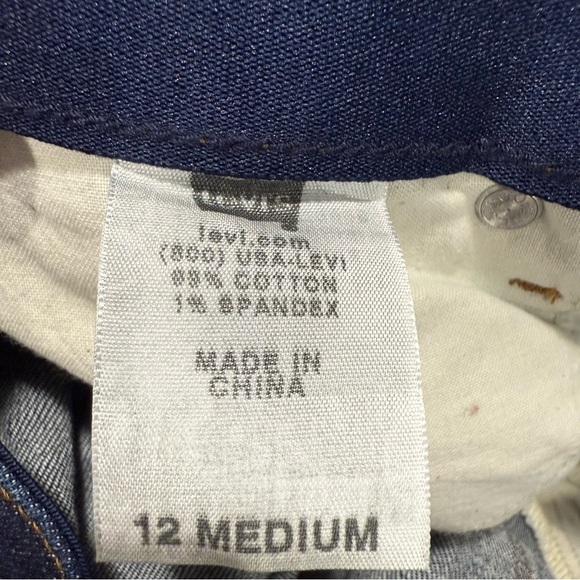 levi.com
(800) USA-LEVI
99% COTTON
1% SPANDEX
MADE IN
CHINA
12 MEDIUM